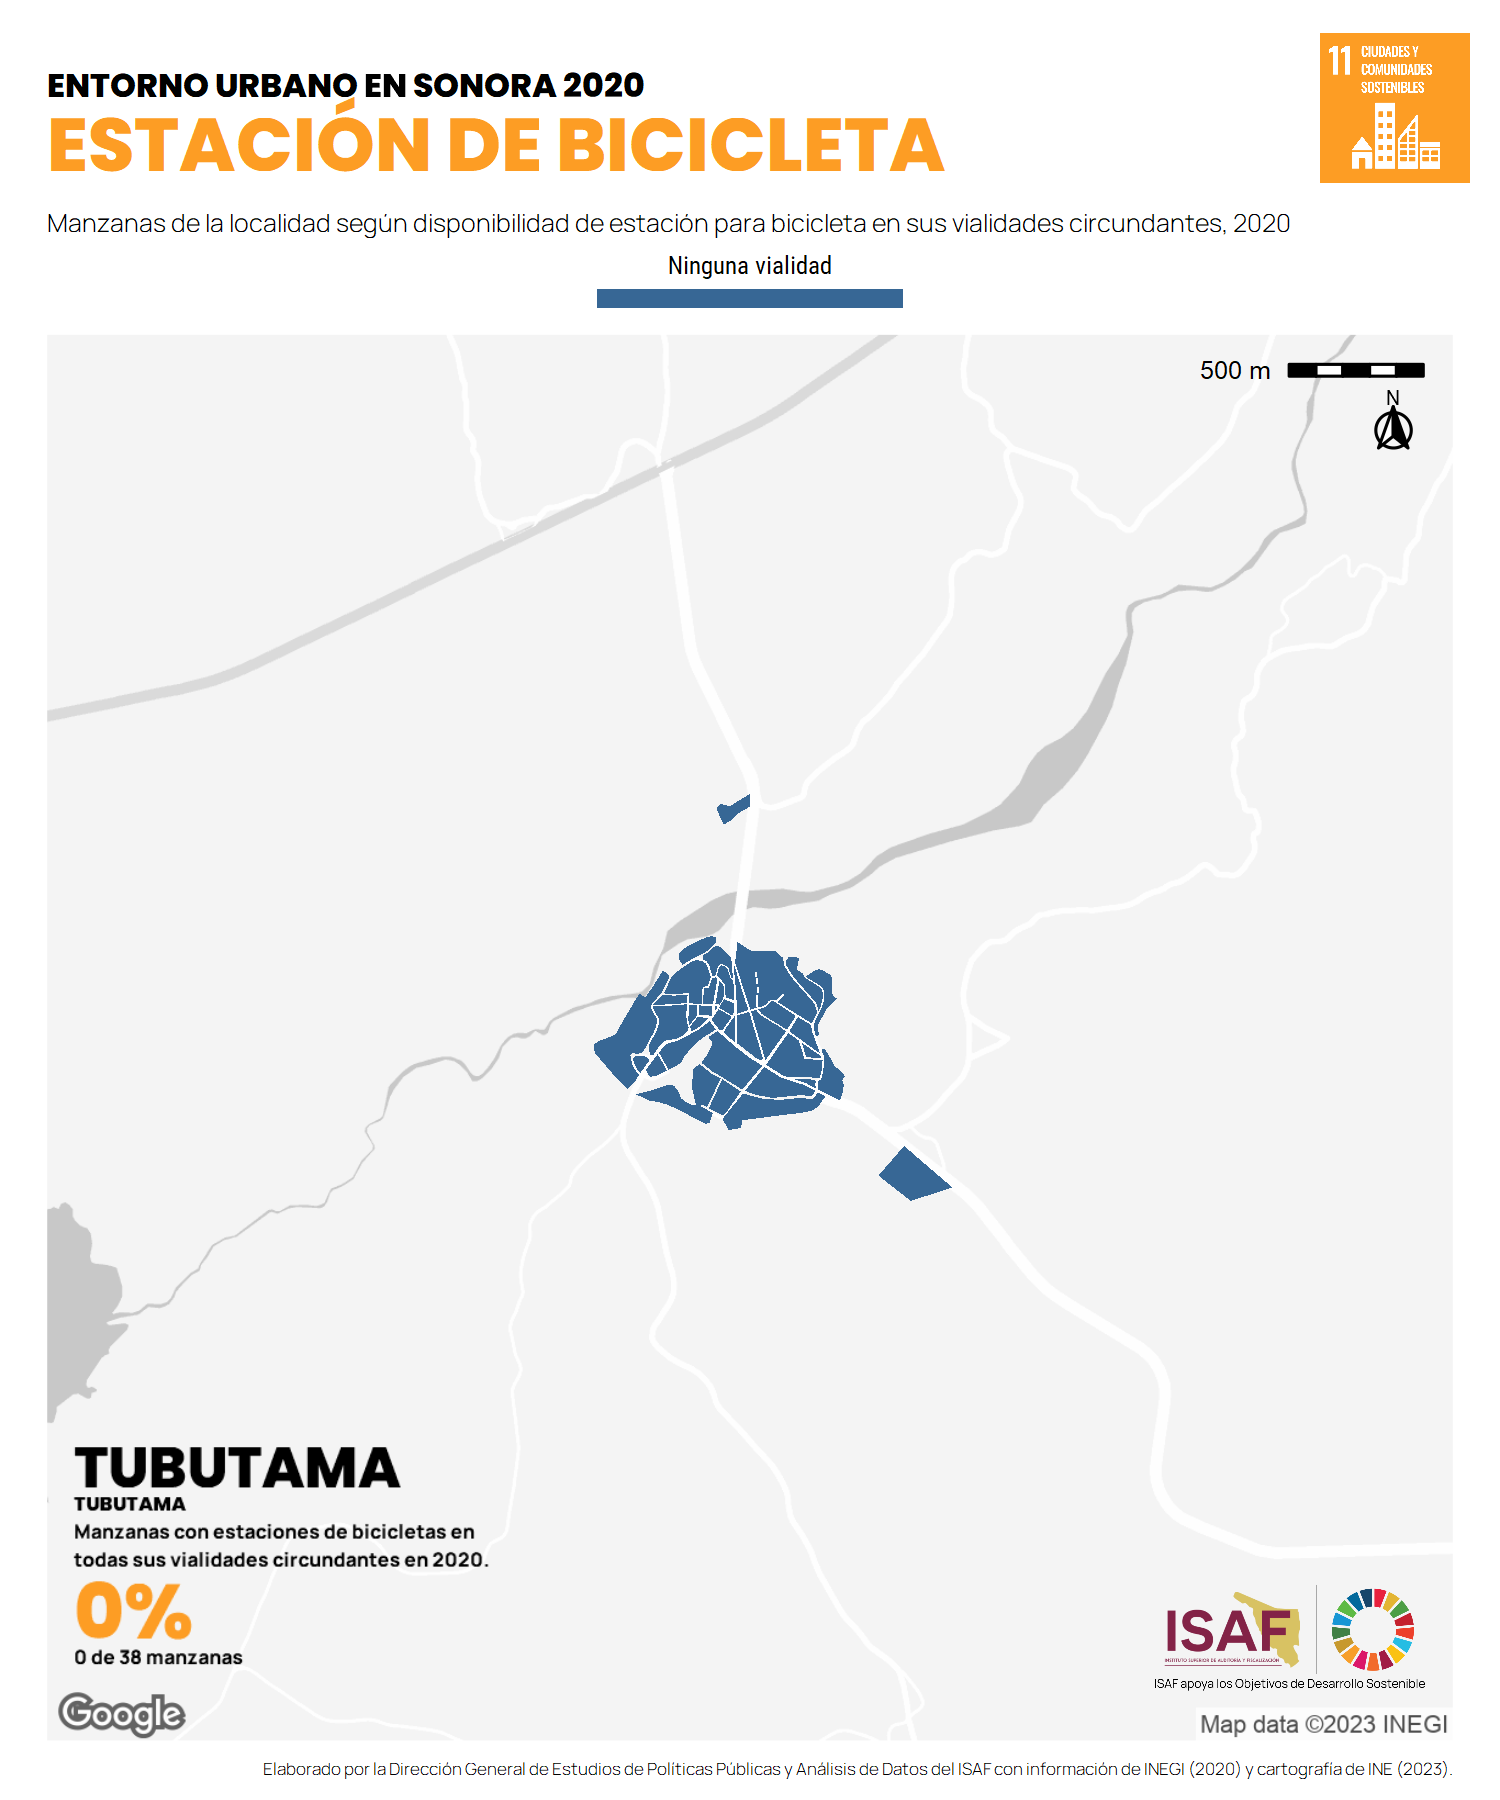 ENTORNO URBANO EN SONORA 2020
ESTACIÓN DE BICICLETA
11 CIUDADES Y
COMUNIDADES
SOSTENIBLES
Manzanas de la localidad según disponibilidad de estación para bicicleta en sus vialidades circundantes, 2020
Ninguna vialidad
500 m
N
TUBUTAMA
TUBUTAMA
Manzanas con estaciones de bicicletas en
todas sus vialidades circundantes en 2020.
0%
0 de 38 manzanas
Google
ISAF
INSTITUTO SUPERIOR DE AUDITORÍA Y FISCALIZACIÓN
ISAF apoya los Objetivos de Desarrollo Sostenible
Map data ©2023 INEGI
Elaborado por la Dirección General de Estudios de Políticas Públicas y Análisis de Datos del ISAF con información de INEGI (2020) y cartografía de INE (2023).